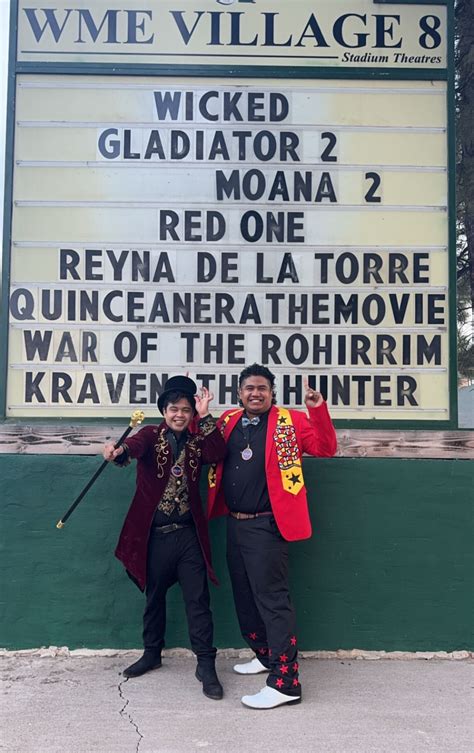 WME VILLAGE 8
Stadium Theatres
WICKED
GLADIATOR 2
MOANA 2
RED ONE
REYNA DE LA TORRE
QUINCEANERATHEMOVIE
WAR OF THE ROHIRRIM
KRAVEN THE HUNTER